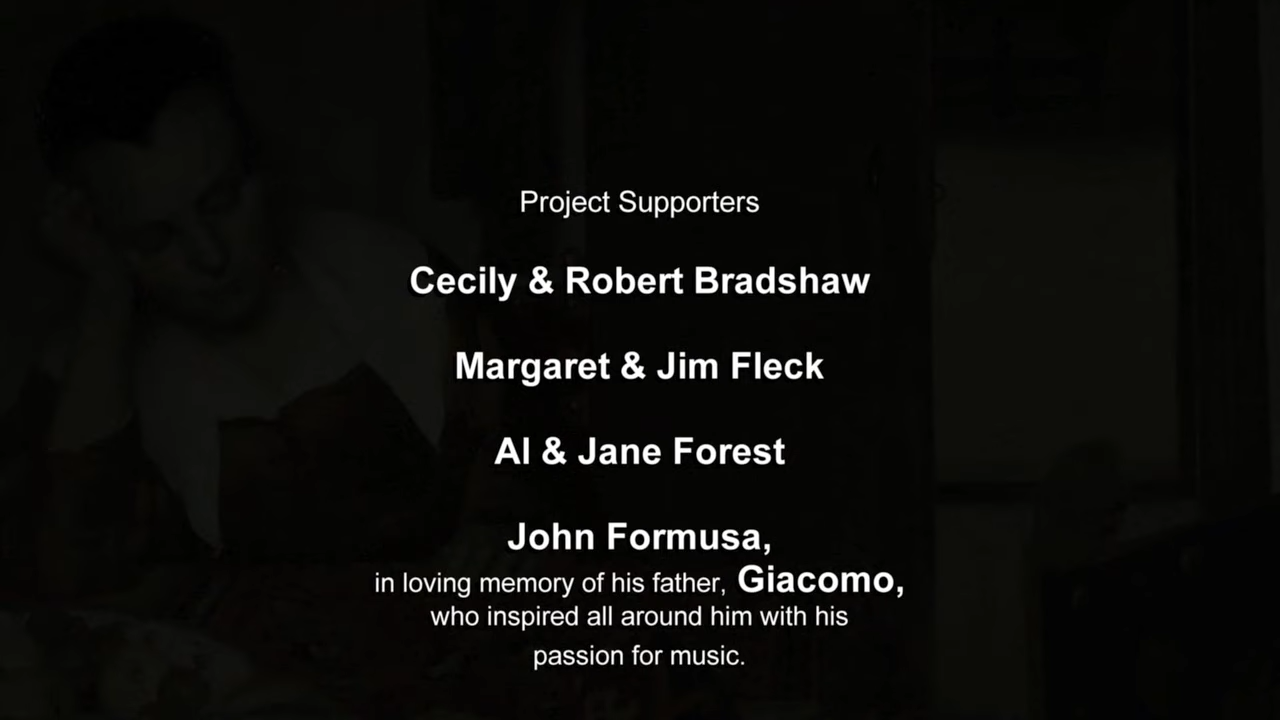 Project Supporters
Cecily & Robert Bradshaw
Margaret & Jim Fleck
Al & Jane Forest
John Formusa,
in loving memory of his father, Giacomo,
who inspired all around him with his
passion for music.